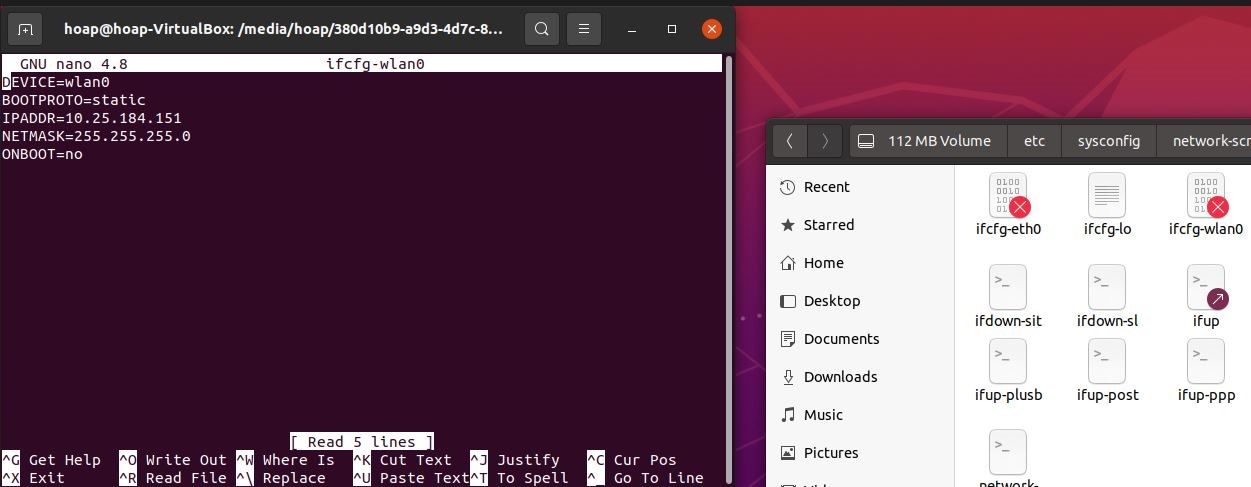 hoap@hoap-VirtualBox: /media/hoap/380d10b9-a9d3-4d7c-8...
GNU nano 4.8 ifcfg-wlan0
DEVICE=wlan0
BOOTPROTO=static
IPADDR=10.25.184.151
NETMASK=255.255.255.0
ONBOOT=no
[ Read 5 lines ]
^G Get Help ^O Write Out ^W Where Is ^K Cut Text ^J Justify ^C Cur Pos
^X Exit ^R Read File ^\ Replace ^U Paste Text ^T To Spell ^_ Go To Line
112 MB Volume etc sysconfig network-scr
Recent
Starred
Home
Desktop
Documents
Downloads
Music
Pictures
ifcfg-eth0 ifcfg-lo ifcfg-wlan0
ifdown-sit ifdown-sl ifup
ifup-plusb ifup-post ifup-ppp
network-